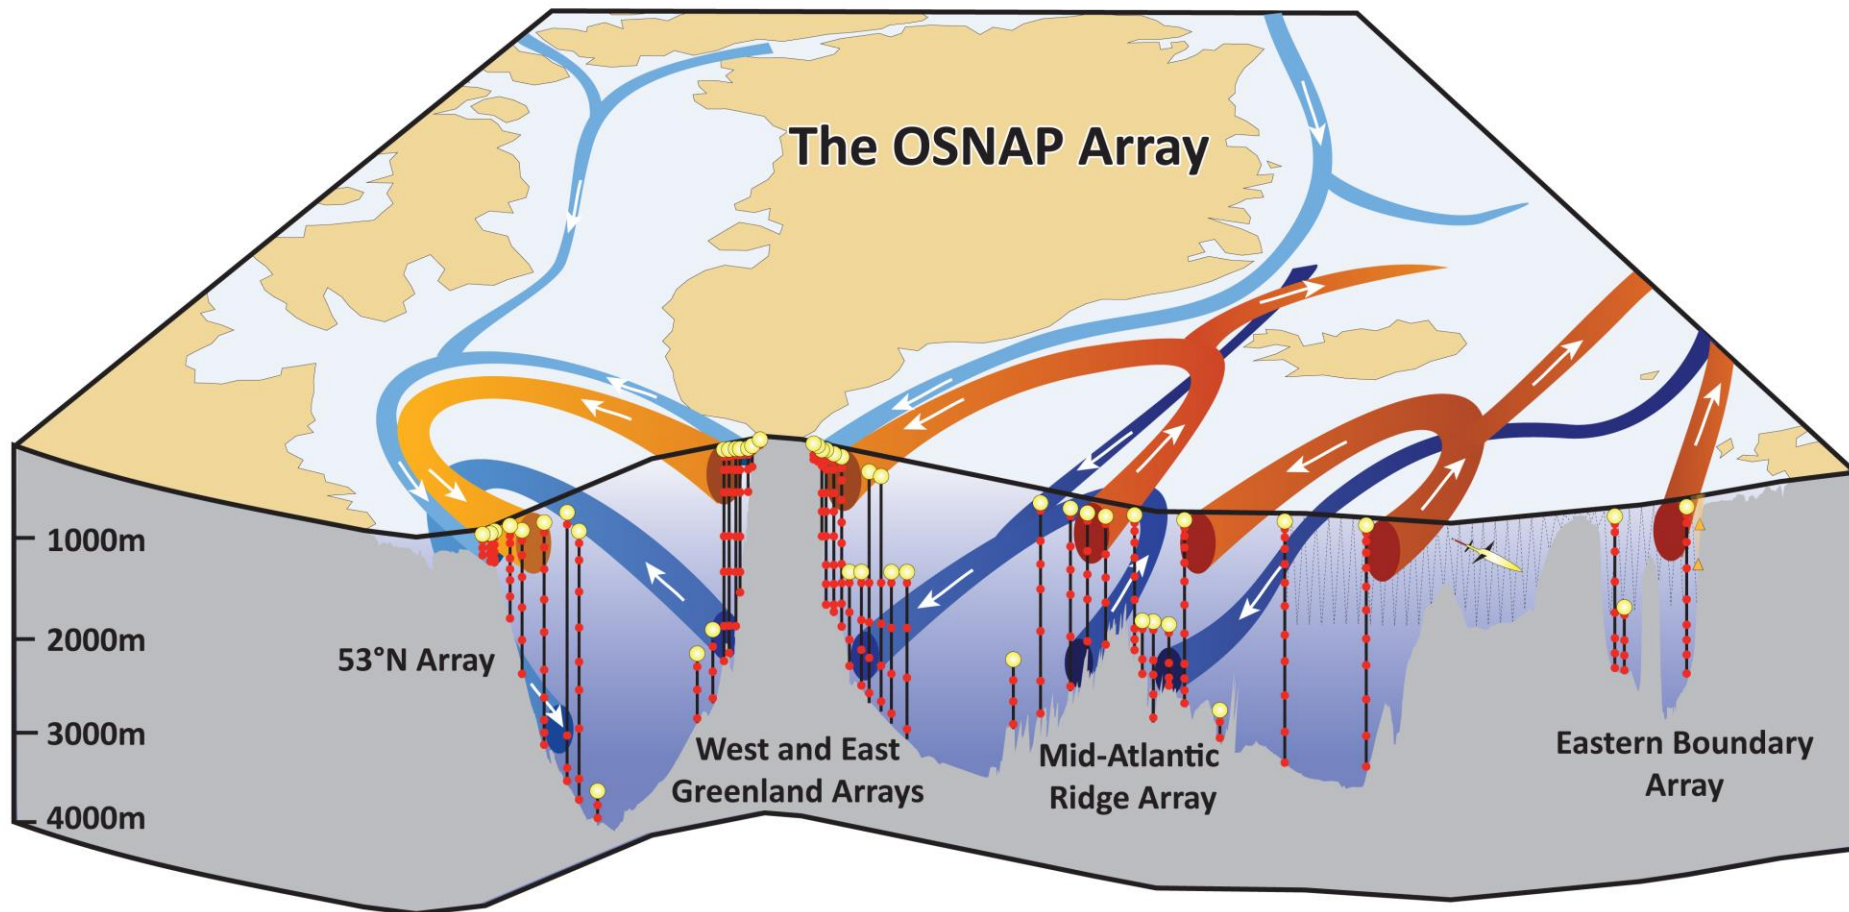 The OSNAP Array
1000m
2000m
3000m
4000m
53°N Array
West and East
Greenland Arrays
Mid-Atlantic
Ridge Array
Eastern Boundary
Array